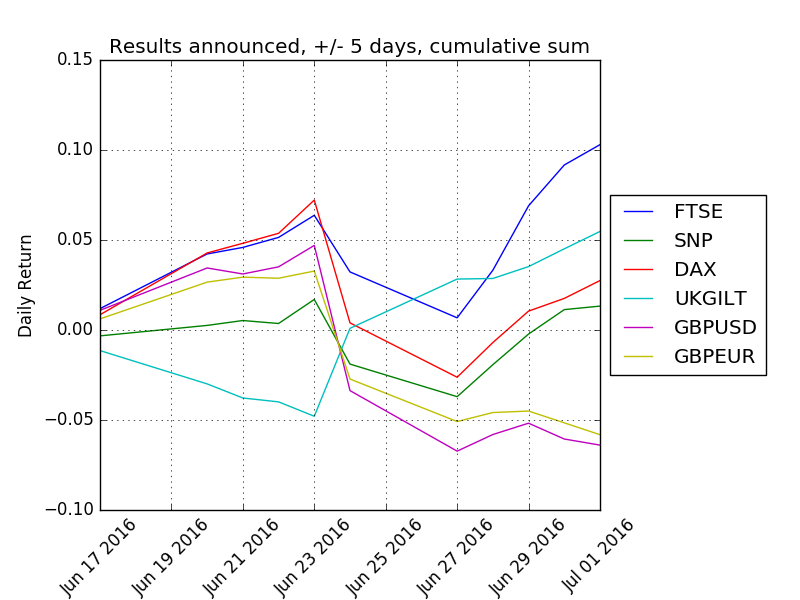 Results announced, +/- 5 days, cumulative sum
Daily Return
0.15
0.10
0.05
0.00
−0.05
−0.10
Jun 17 2016
Jun 19 2016
Jun 21 2016
Jun 23 2016
Jun 25 2016
Jun 27 2016
Jun 29 2016
Jul 01 2016
FTSE
SNP
DAX
UKGILT
GBPUSD
GBPEUR